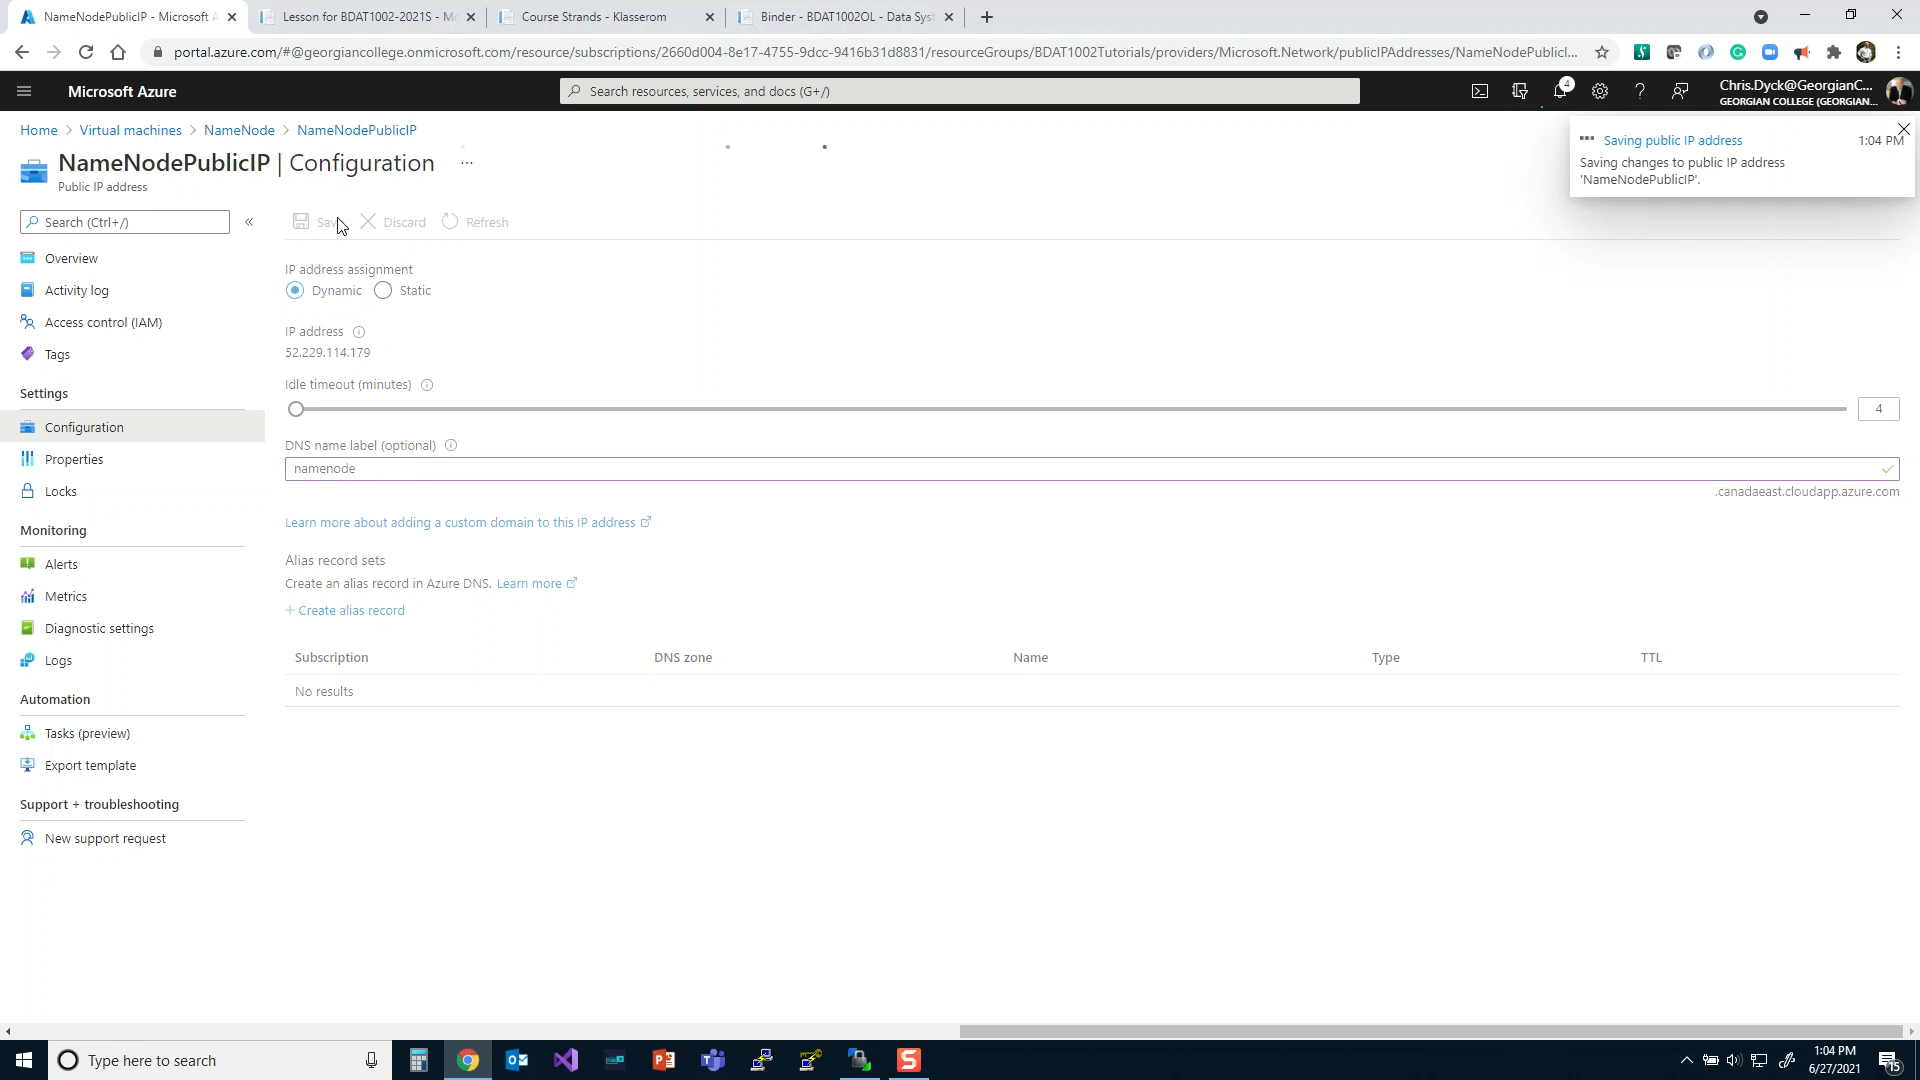 NameNodePublicIP - Microsoft A
Lesson for BDAT1002-2021S - Mo
Course Strands - Klasserom
Binder - BDAT1002OL - Data Syst
portal.azure.com/#@georgiancollege.onmicrosoft.com/resource/subscriptions/2660d004-8e17-4755-9dcc-9416b31d8831/resourceGroups/BDAT1002Tutorials/providers/Microsoft.Network/publicIPAddresses/NameNodePublicI...
Microsoft Azure
Search resources, services, and docs (G+/)
4
Chris.Dyck@GeorgianC...
GEORGIAN COLLEGE (GEORGIAN...
Home > Virtual machines > NameNode > NameNodePublicIP
NameNodePublicIP | Configuration ...
Public IP address
Saving public IP address 1:04 PM
Saving changes to public IP address
'NameNodePublicIP'.
Search (Ctrl+/) «
Save Discard Refresh
Overview
Activity log
Access control (IAM)
Tags
Settings
Configuration
Properties
Locks
Monitoring
Alerts
Metrics
Diagnostic settings
Logs
Automation
Tasks (preview)
Export template
Support + troubleshooting
New support request
IP address assignment
Dynamic Static
IP address
52.229.114.179
Idle timeout (minutes)
4
DNS name label (optional)
namenode
.canadaeast.cloudapp.azure.com
Learn more about adding a custom domain to this IP address
Alias record sets
Create an alias record in Azure DNS. Learn more
+ Create alias record
Subscription DNS zone Name Type TTL
No results
Type here to search
1:04 PM
6/27/2021
15